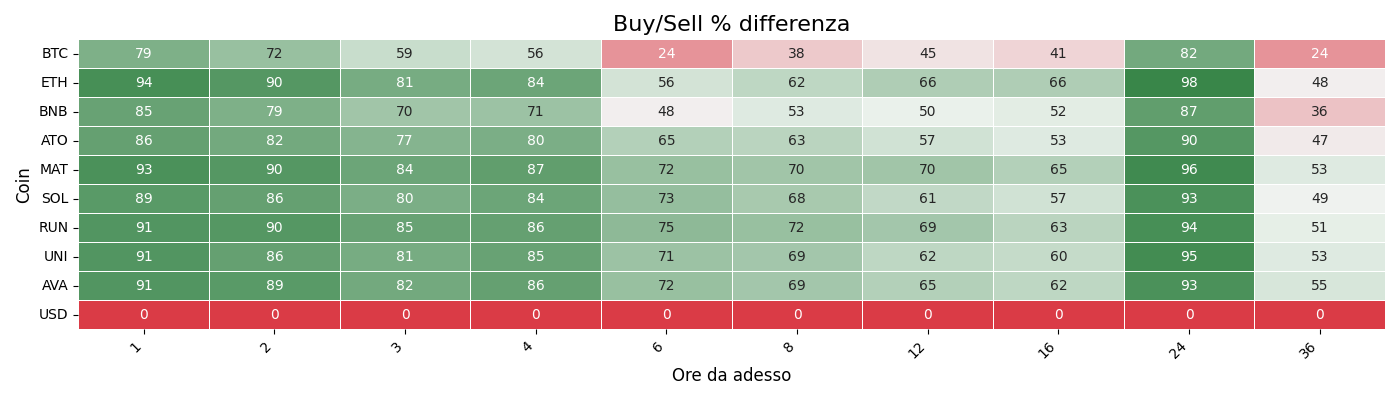 Buy/Sell % differenza
Coin
BTC 79 72 59 56 24 38 45 41 82 24
ETH 94 90 81 84 56 62 66 66 98 48
BNB 85 79 70 71 48 53 50 52 87 36
ATO 86 82 77 80 65 63 57 53 90 47
MAT 93 90 84 87 72 70 70 65 96 53
SOL 89 86 80 84 73 68 61 57 93 49
RUN 91 90 85 86 75 72 69 63 94 51
UNI 91 86 81 85 71 69 62 60 95 53
AVA 91 89 82 86 72 69 65 62 93 55
USD 0 0 0 0 0 0 0 0 0 0
1 2 3 4 6 8 12 16 24 36
Ore da adesso